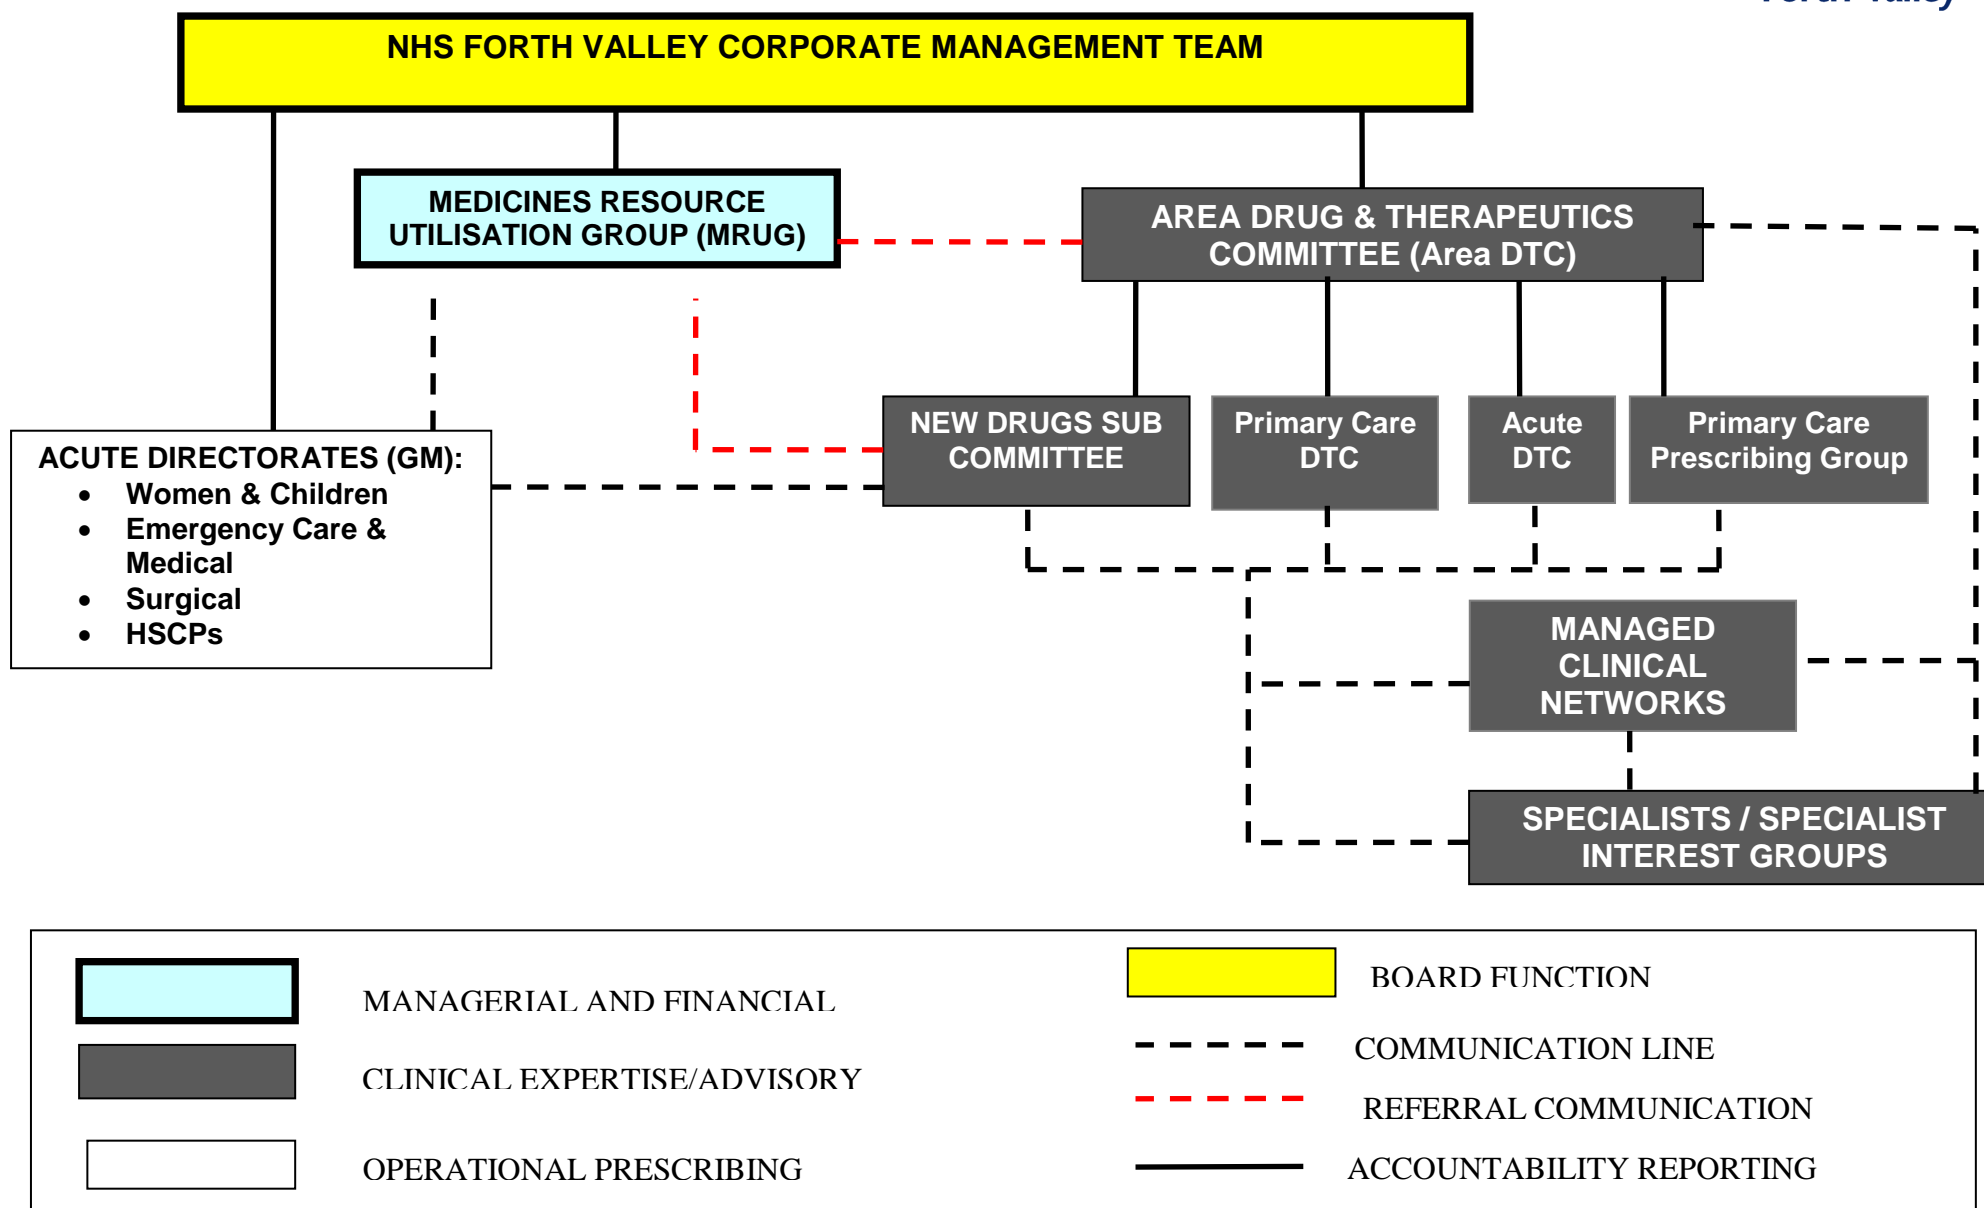 Forth Valley
NHS FORTH VALLEY CORPORATE MANAGEMENT TEAM
MEDICINES RESOURCE
UTILISATION GROUP (MRUG)
AREA DRUG & THERAPEUTICS
COMMITTEE (Area DTC)
NEW DRUGS SUB
COMMITTEE
Primary Care
DTC
Acute
DTC
Primary Care
Prescribing Group
ACUTE DIRECTORATES (GM):
• Women & Children
• Emergency Care &
Medical
• Surgical
• HSCPs
MANAGED
CLINICAL
NETWORKS
SPECIALISTS / SPECIALIST
INTEREST GROUPS
MANAGERIAL AND FINANCIAL
CLINICAL EXPERTISE/ADVISORY
OPERATIONAL PRESCRIBING
BOARD FUNCTION
COMMUNICATION LINE
REFERRAL COMMUNICATION
ACCOUNTABILITY REPORTING